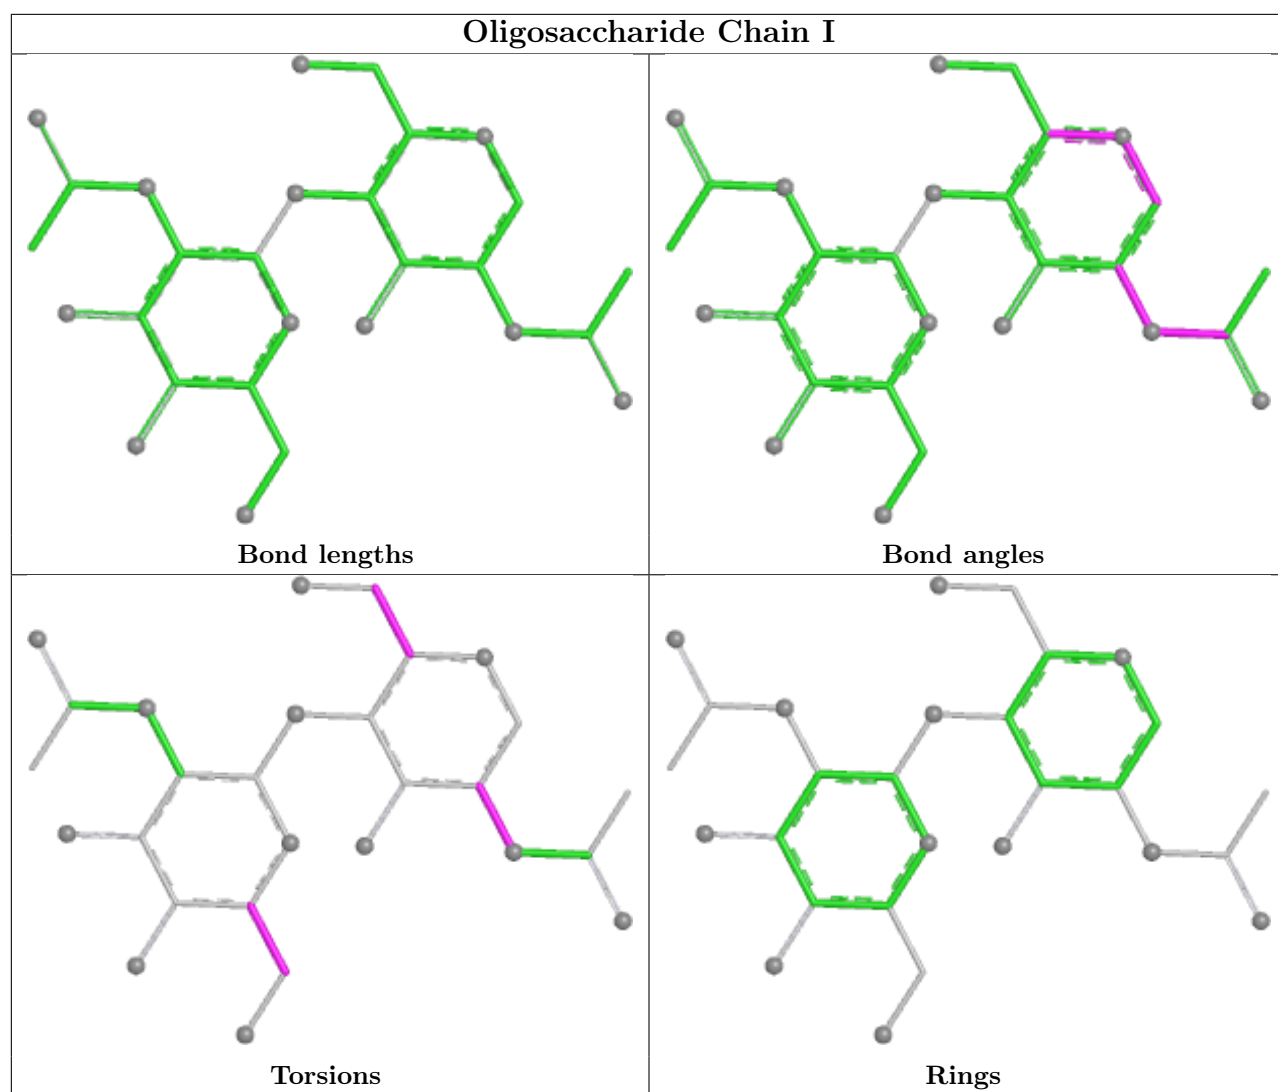 Oligosaccharide Chain I
Bond lengths
Bond angles
Torsions
Rings